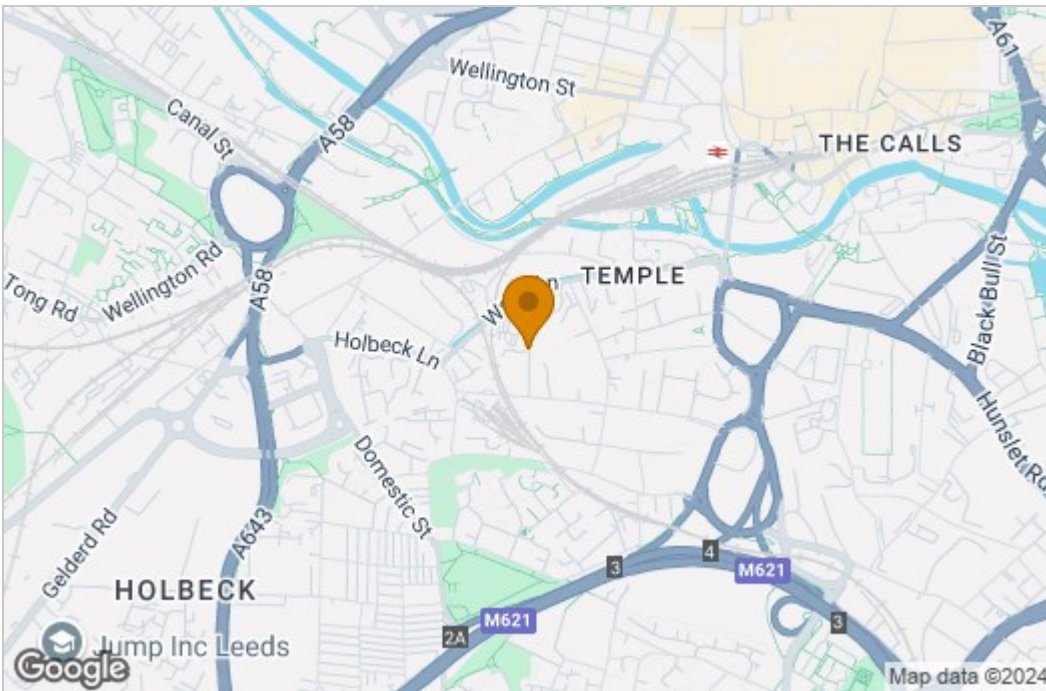 A61
Wellington St
Canal St
A58
THE CALLS
Wellington Rd
Tong Rd
A58
TEMPLE
Black Bull St
Holbeck Ln
Hunslet Rd
Domestic St
Gelderd Rd
A643
3
4
M621
HOLBECK
M621
3
2A
Jump Inc Leeds
Google
Map data ©2024